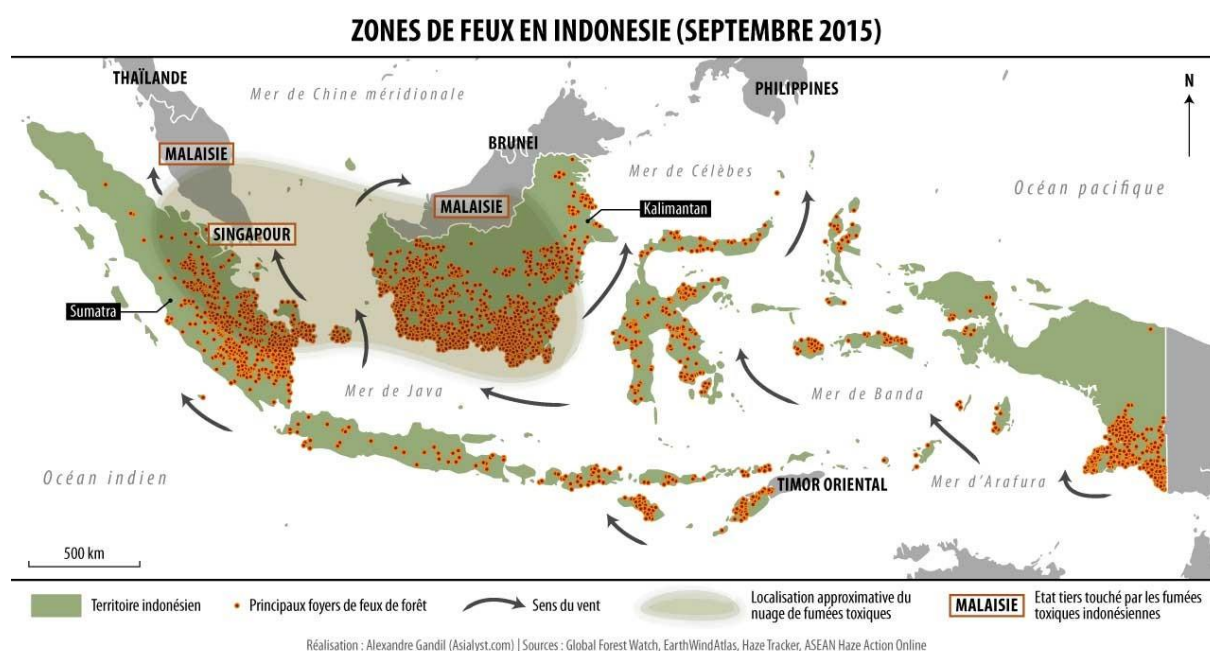 ZONES DE FEUX EN INDONESIE (SEPTEMBRE 2015)
THAÏLANDE
Mer de Chine méridionale
PHILIPPINES
N
BRUNEI
MALAISIE
Mer de Célèbes
Océan pacifique
MALAISIE
Kalimantan
SINGAPOUR
Sumatra
Mer de Java
Mer de Banda
Océan indien
TIMOR ORIENTAL
Mer d'Arafura
500 km
Territoire indonésien
Principaux foyers de feux de forêt
Sens du vent
Localisation approximative du
nuage de fumées toxiques
MALAISIE
Etat tiers touché par les fumées
toxiques indonésiennes
Réalisation : Alexandre Gandil (Asialyst.com) | Sources : Global Forest Watch, EarthWindAtlas, Haze Tracker, ASEAN Haze Action Online